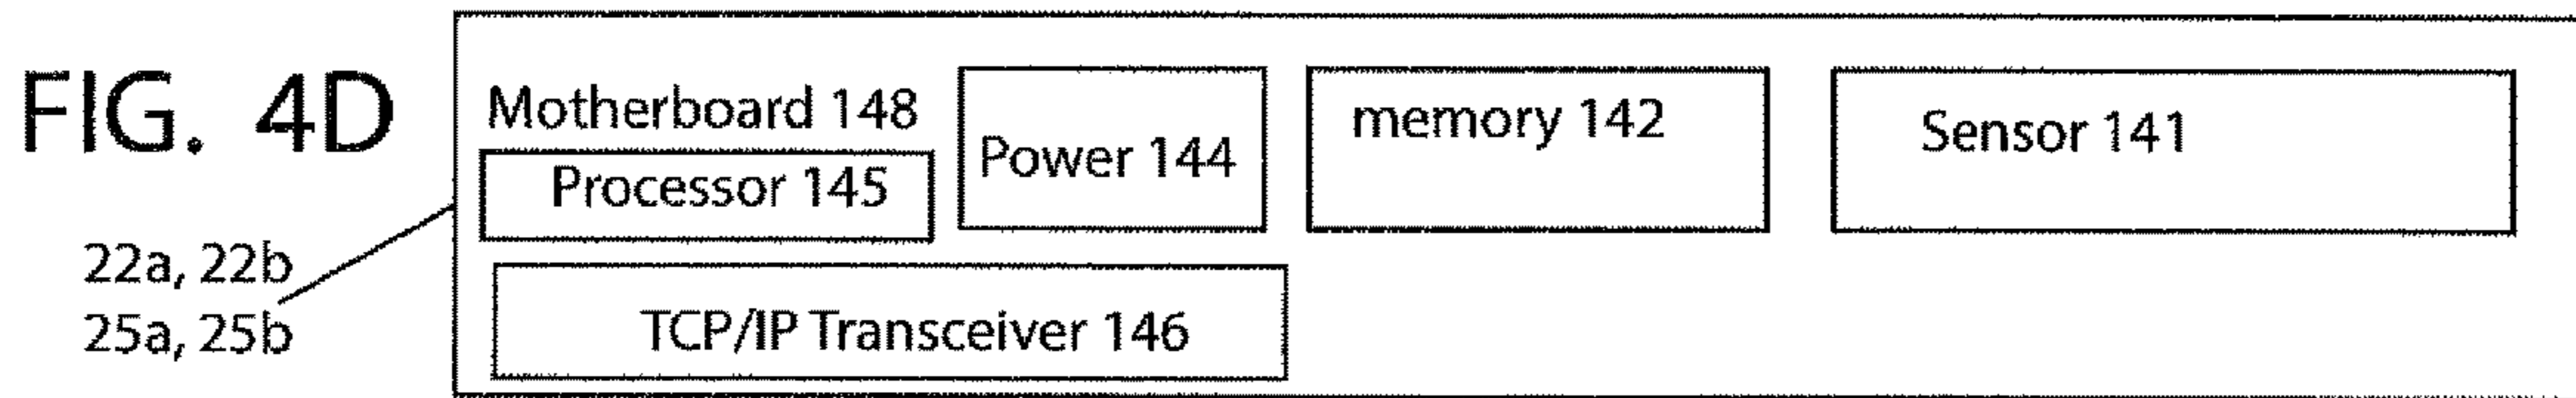 FIG. 4D
Motherboard 148
Processor 145
Power 144
memory 142
Sensor 141
22a, 22b
25a, 25b
TCP/IP Transceiver 146